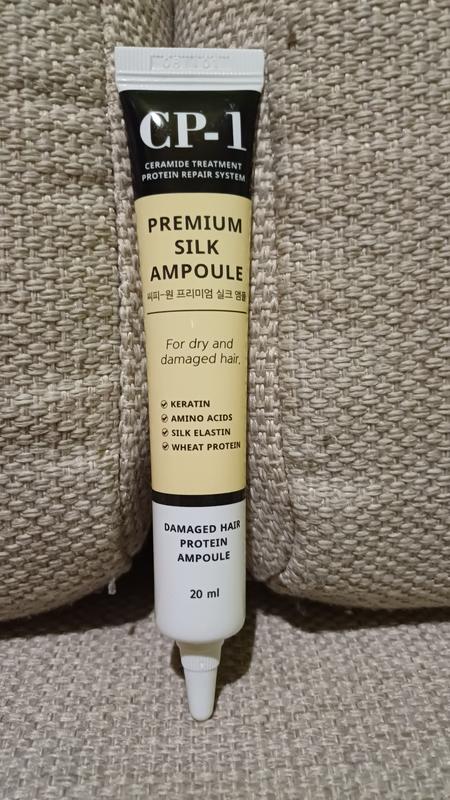 CP-1
CERAMIDE TREATMENT
PROTEIN REPAIR SYSTEM
PREMIUM
SILK
AMPOULE
씨피-원 프리미엄 실크 앰플
For dry and
damaged hair.
KERATIN
AMINO ACIDS
SILK ELASTIN
WHEAT PROTEIN
DAMAGED HAIR
PROTEIN
AMPOULE
20 ml